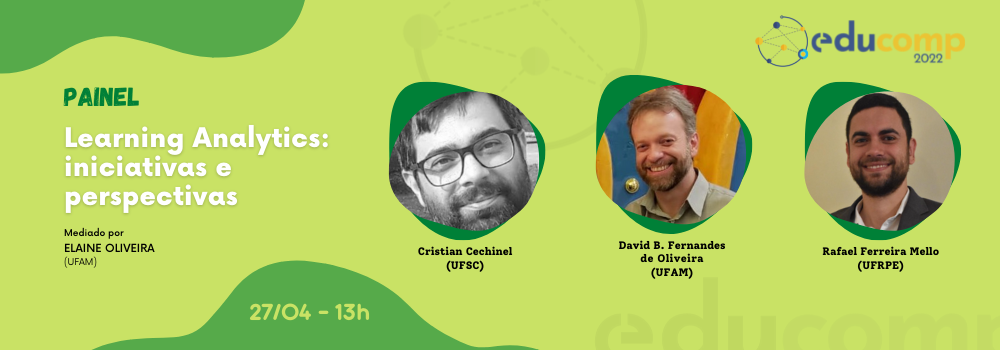 educomp
2022
PAINEL
Learning Analytics:
iniciativas e
perspectivas
Mediado por
ELAINE OLIVEIRA
(UFAM)
27/04 - 13h
Cristian Cechinel
(UFSC)
David B. Fernandes
de Oliveira
(UFAM)
Rafael Ferreira Mello
(UFRPE)
educomp